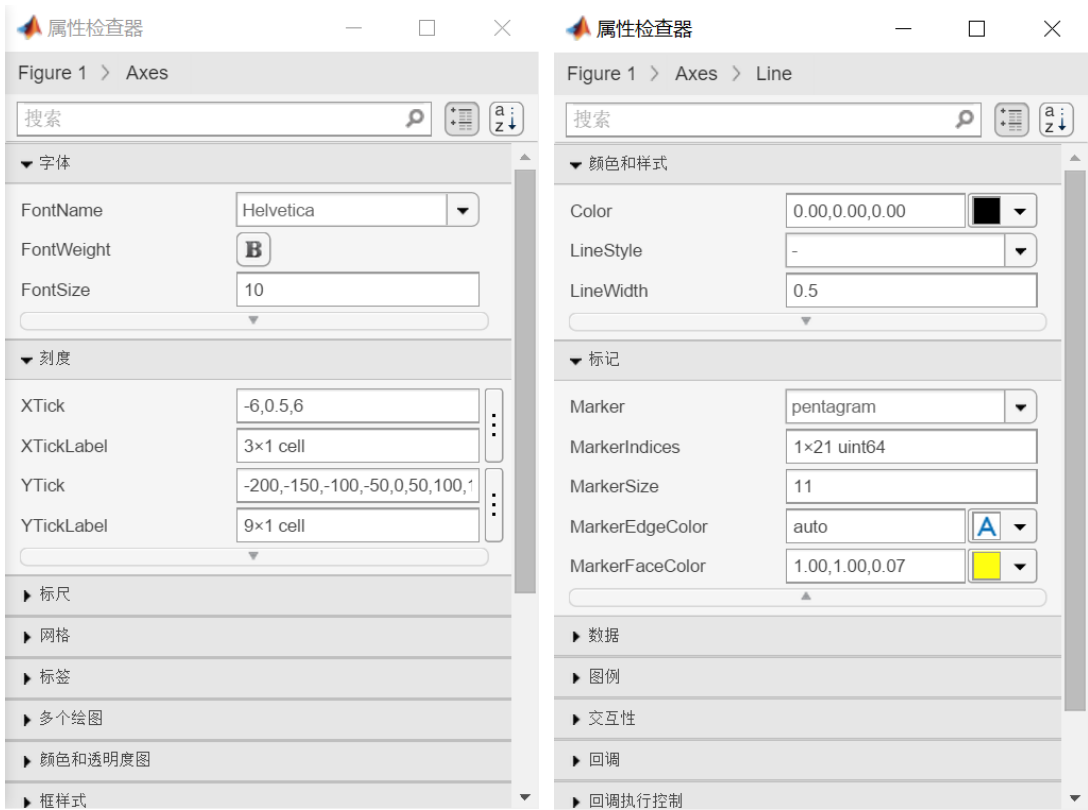 属性检查器
Figure 1 > Axes
搜索
字体
FontName Helvetica
FontWeight B
FontSize 10
刻度
XTick -6,0.5,6
XTickLabel 3×1 cell
YTick -200,-150,-100,-50,0,50,100,1
YTickLabel 9×1 cell
标尺
网格
标签
多个绘图
颜色和透明度图
框样式
属性检查器
Figure 1 > Axes > Line
搜索
颜色和样式
Color 0.00,0.00,0.00
LineStyle -
LineWidth 0.5
标记
Marker pentagram
MarkerIndices 1×21 uint64
MarkerSize 11
MarkerEdgeColor auto A
MarkerFaceColor 1.00,1.00,0.07
数据
图例
交互性
回调
回调执行控制